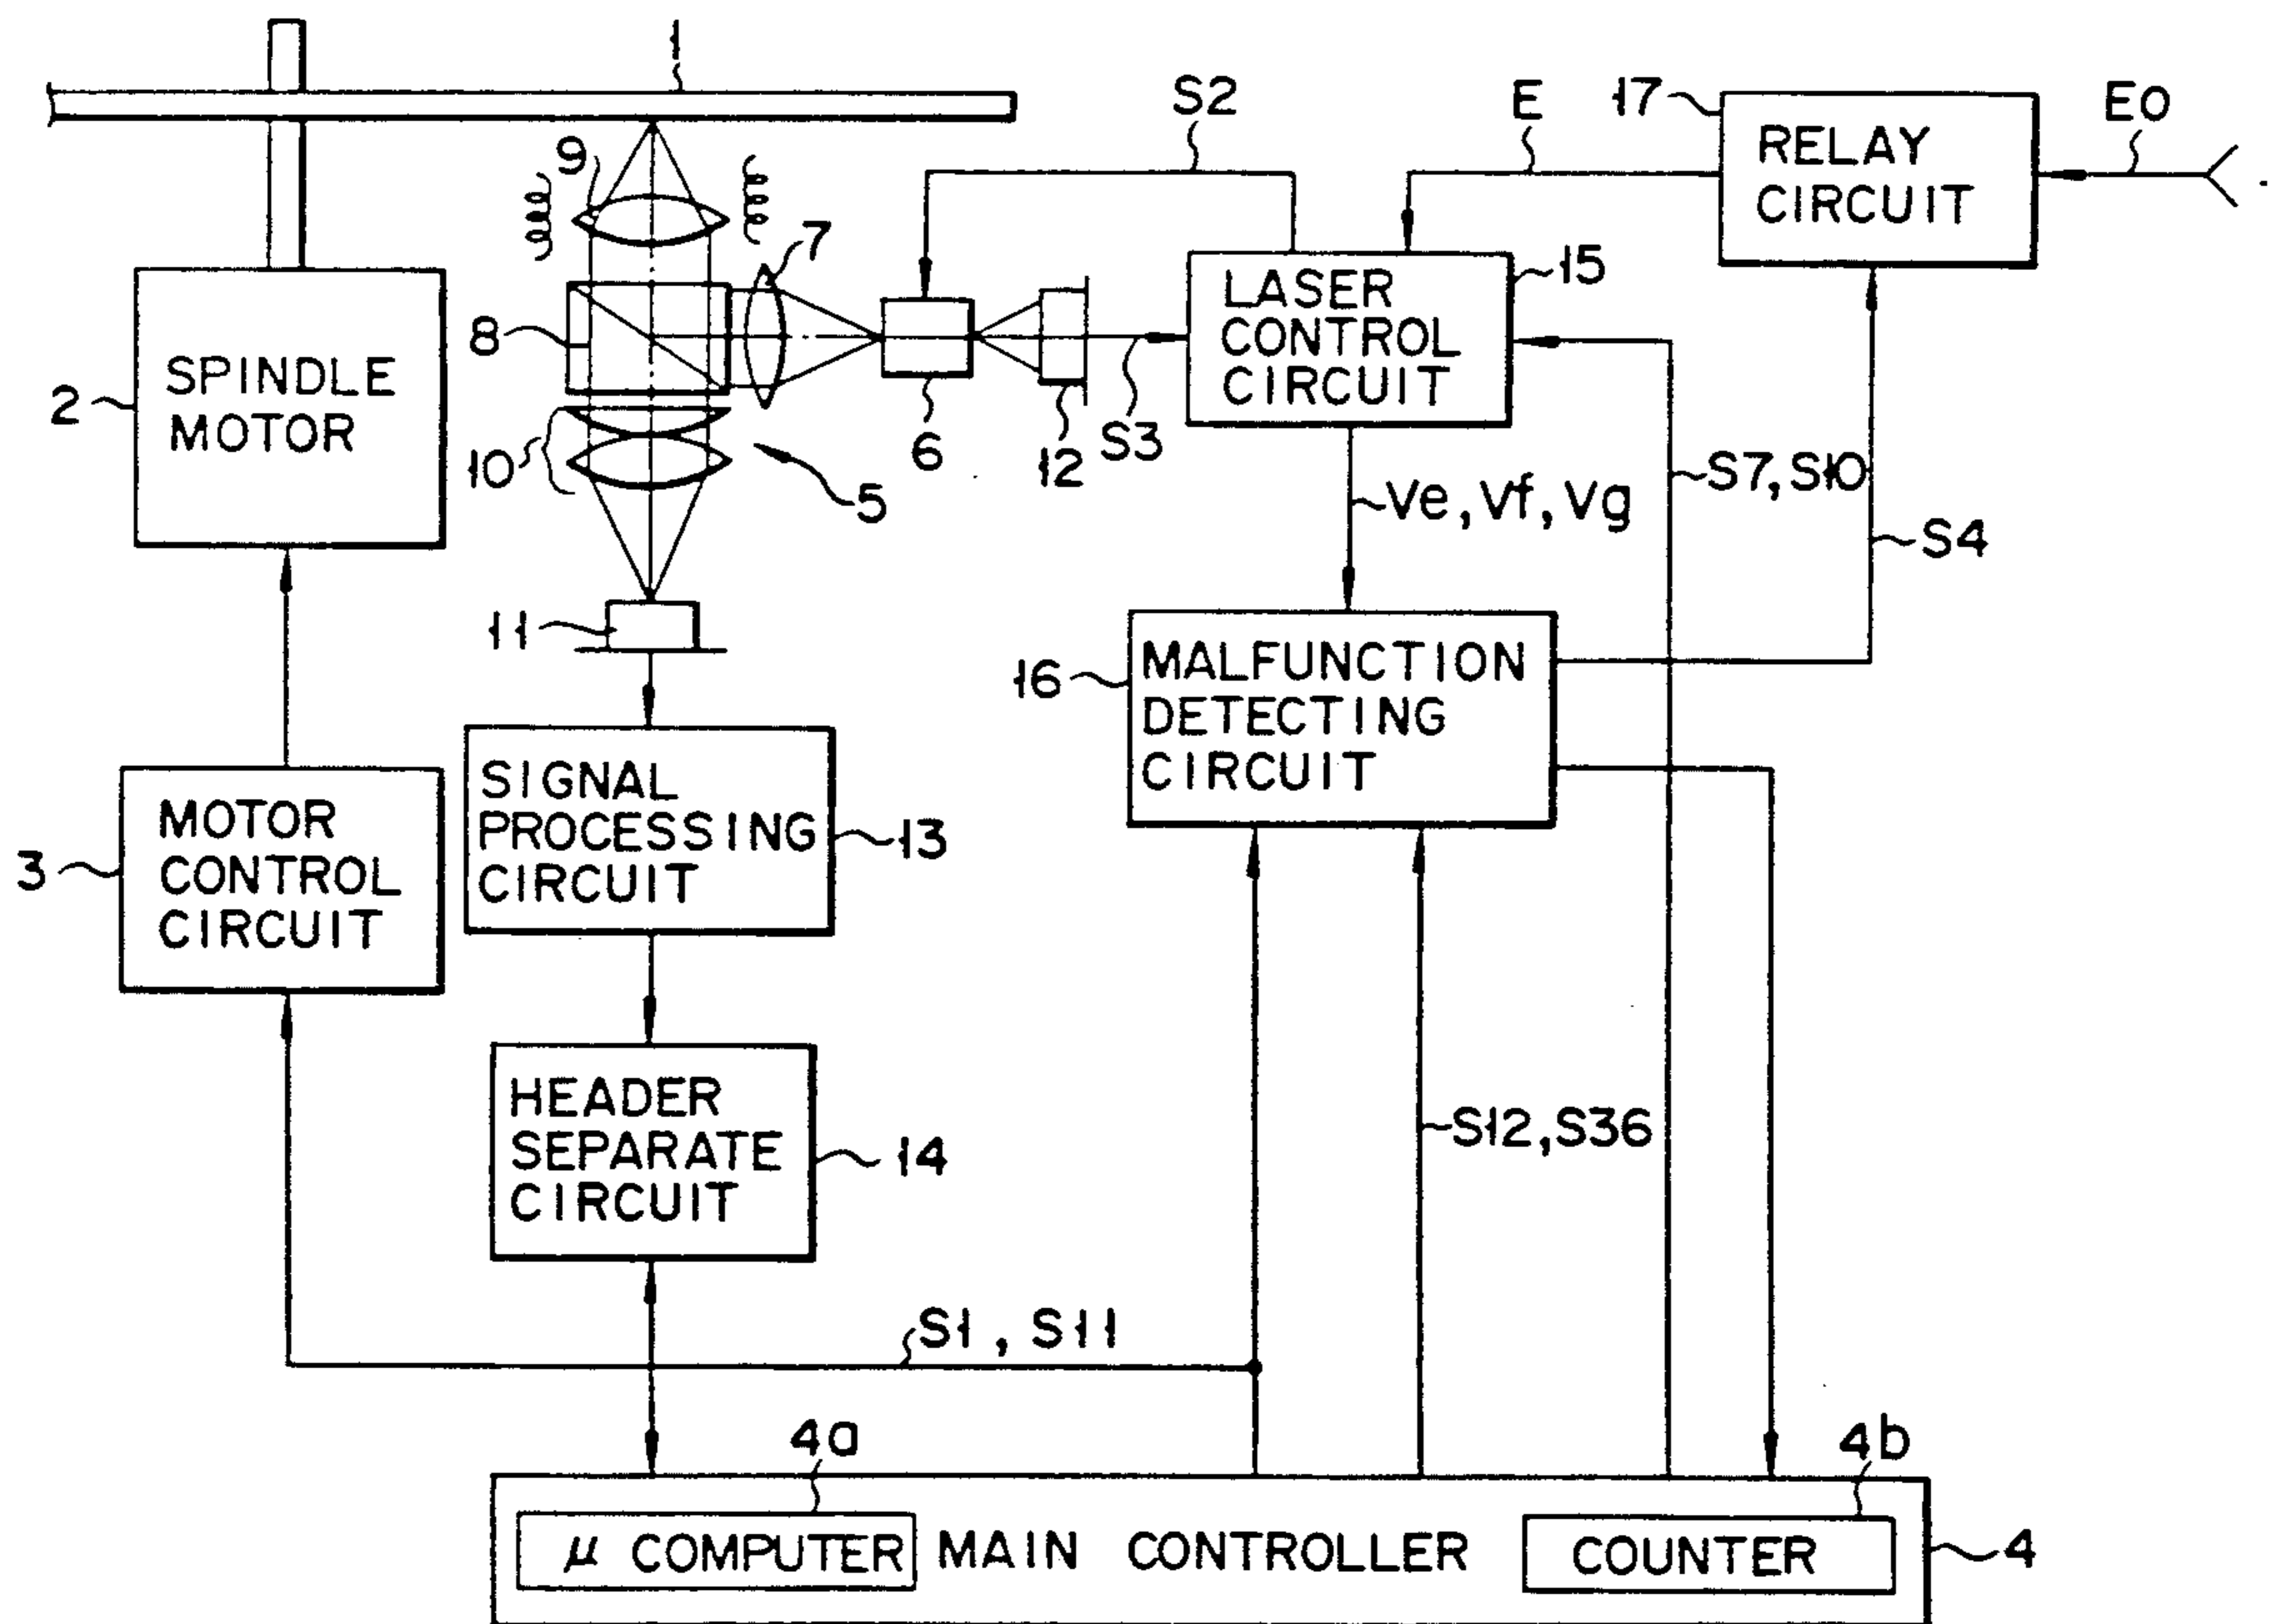 1
S2
E
17
RELAY
CIRCUIT
E0
9
7
2
SPINDLE
MOTOR
8
6
12
S3
LASER
CONTROL
CIRCUIT
15
10
5
Ve, Vf, Vg
S7, S10
S4
11
16
MALFUNCTION
DETECTING
CIRCUIT
3
MOTOR
CONTROL
CIRCUIT
SIGNAL
PROCESSING
CIRCUIT
13
HEADER
SEPARATE
CIRCUIT
14
S12, S36
S1, S11
4a
4b
μ COMPUTER
MAIN CONTROLLER
COUNTER
4